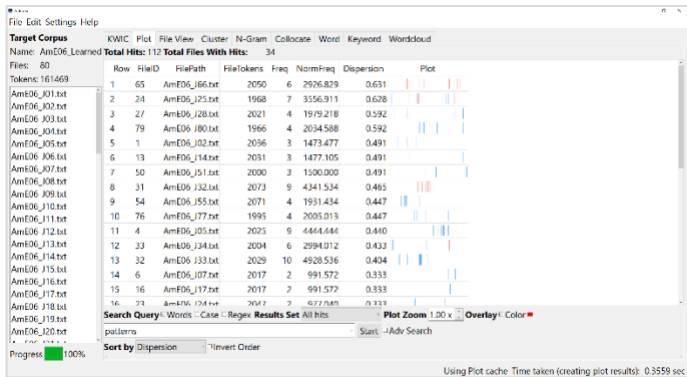 File Edit Settings Help
Target Corpus
Name: AmE06_Learned
Files: 80
Tokens: 161469
AmE06_J01.txt
AmE06_J02.txt
AmE06_J03.txt
AmE06_J04.txt
AmE06_J05.txt
AmE06_J06.txt
AmE06_J07.txt
AmE06_J08.txt
AmE06_J09.txt
AmE06_J10.txt
AmE06_J11.txt
AmE06_J12.txt
AmE06_J13.txt
AmE06_J14.txt
AmE06_J15.txt
AmE06_J16.txt
AmE06_J17.txt
AmE06_J18.txt
AmE06_J19.txt
AmE06_J20.txt
Progress 100%
KWIC Plot File View Cluster N-Gram Collocate Word Keyword Wordcloud
Total Hits: 112 Total Files With Hits: 34
Row FileID FilePath FileTokens Freq NormFreq Dispersion Plot
1 65 AmE06_J66.txt 2050 6 2926.829 0.631
2 24 AmE06_J25.txt 1968 7 3556.911 0.628
3 27 AmE06_J28.txt 2021 4 1979.218 0.592
4 79 AmE06_J80.txt 1966 4 2034.588 0.592
5 1 AmE06_J02.txt 2036 3 1473.477 0.491
6 13 AmE06_J14.txt 2031 3 1477.105 0.491
7 50 AmE06_J51.txt 2000 3 1500.000 0.491
8 31 AmE06_J32.txt 2073 9 4341.534 0.465
9 54 AmE06_J55.txt 2071 4 1931.434 0.447
10 76 AmE06_J77.txt 1995 4 2005.013 0.447
11 4 AmE06_J05.txt 2025 9 4444.444 0.440
12 33 AmE06_J34.txt 2004 6 2994.012 0.433
13 32 AmE06_J33.txt 2029 10 4928.536 0.404
14 6 AmE06_J07.txt 2017 2 991.572 0.333
15 16 AmE06_J17.txt 2017 2 991.572 0.333
16 23 AmE06_J24.txt 2047 2 977.040 0.333
Search Query Words Case Regex Results Set All hits Plot Zoom 1.00 x Overlay Color
patterns Start Adv Search
Sort by Dispersion Invert Order
Using Plot cache Time taken (creating plot results): 0.3559 sec